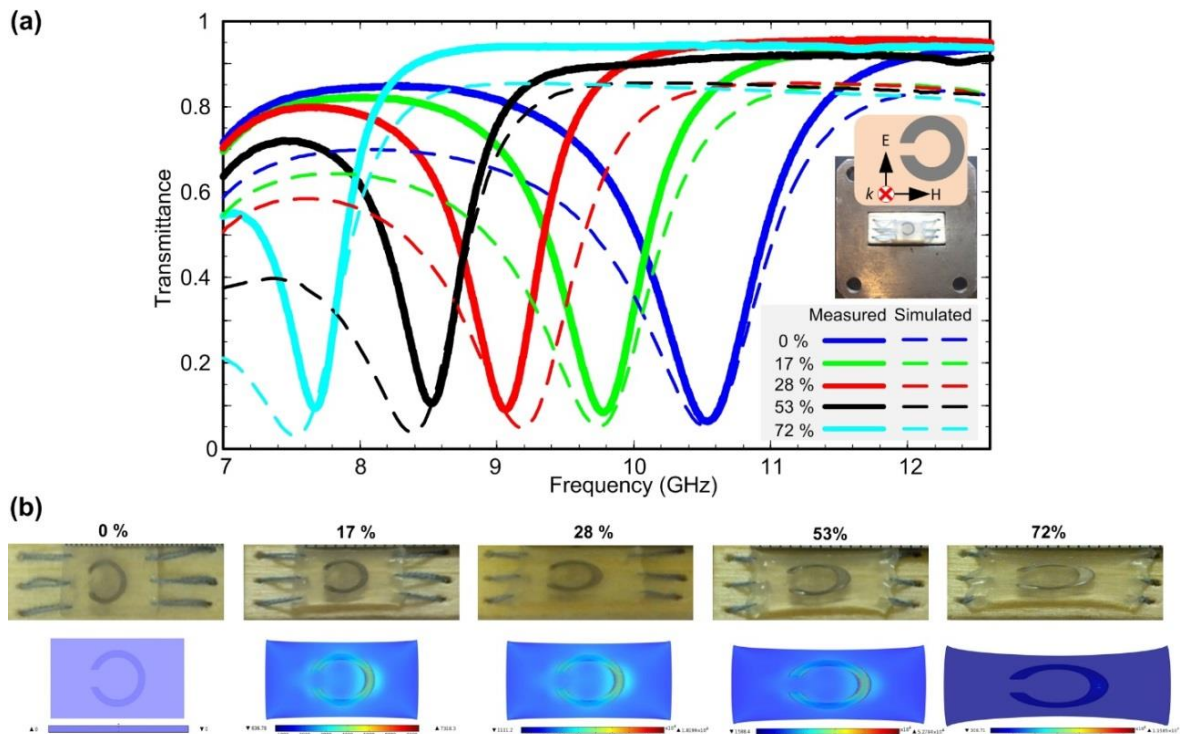 (a)
1
0.8
0.6
0.4
0.2
0
Transmittance
7 8 9 10 11 12
Frequency (GHz)
E
k H
Measured Simulated
0 %
17 %
28 %
53 %
72 %
(b)
0 % 17 % 28 % 53% 72%